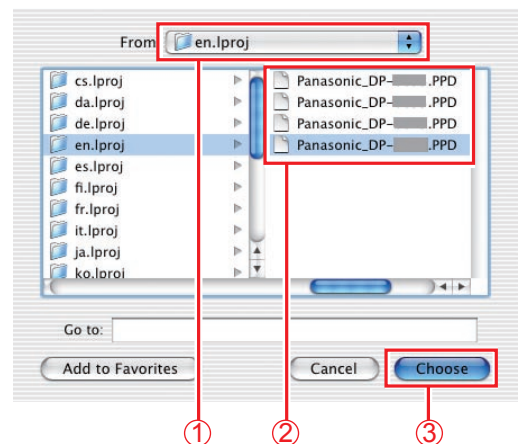 From: en.lproj
cs.lproj
da.lproj
de.lproj
en.lproj
es.lproj
fi.lproj
fr.lproj
it.lproj
ja.lproj
ko.lproj
Panasonic_DP- .PPD
Panasonic_DP- .PPD
Panasonic_DP- .PPD
Panasonic_DP- .PPD
Go to:
Add to Favorites Cancel Choose
① ② ③